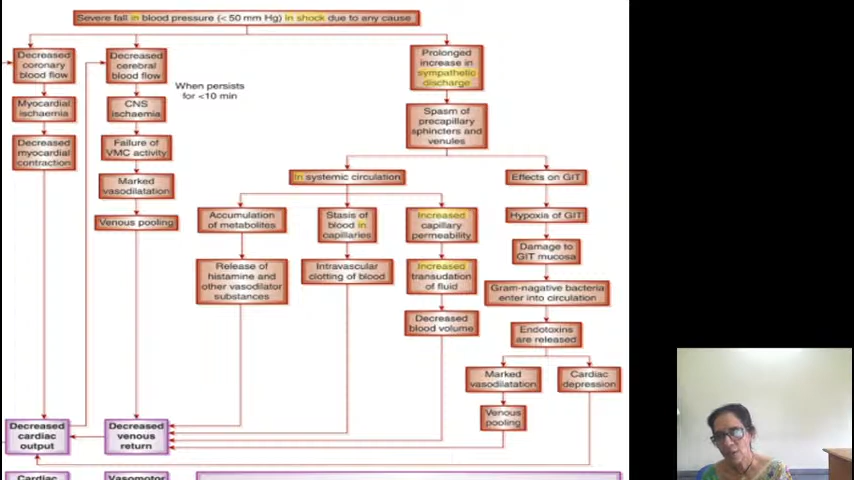 Severe fall in blood pressure (< 50 mm Hg) in shock due to any cause
Decreased
coronary
blood flow
Decreased
cerebral
blood flow
Prolonged
increase in
sympathetic
discharge
When persists
for <10 min
Myocardial
ischaemia
CNS
ischaemia
Spasm of
precapillary
sphincters and
venules
Decreased
myocardial
contraction
Failure of
VMC activity
Marked
vasodilatation
In systemic circulation
Effects on GIT
Venous pooling
Accumulation
of metabolites
Stasis of
blood in
capillaries
Increased
capillary
permeability
Hypoxis of GIT
Damage to
GIT mucosa
Release of
histamine and
other vasodilator
substances
Intravascular
clotting of blood
Increased
transudation
of fluid
Gram-nagative bacteria
enter into circulation
Decreased
blood volume
Endotoxins
are released
Marked
vasodilatation
Cardiac
depression
Venous
pooling
Decreased
cardiac
output
Decreased
venous
return
Cardiac
Vasomotor